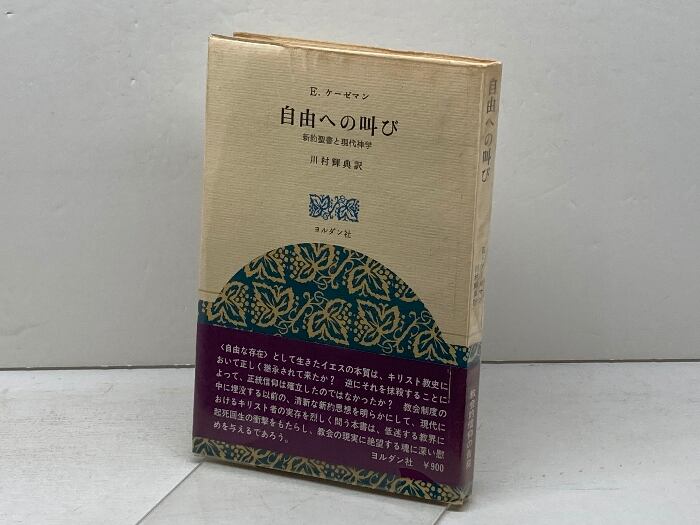 E. ケーゼマン
自由への叫び
新約聖書と現代神学
川村輝典訳
ヨルダン社
〈自由な存在〉として生きたイエスの本質は、キリスト教史に
おいて正しく継承されて来たか？ 逆にそれを抹殺することに
よって、正統信仰は確立したのではなかったか？ 教会制度の
中に埋没する以前の、清新な新約思想を明らかにして、現代に
おけるキリスト者の実存を烈しく問う本書は、低迷する教界に
起死回生の衝撃をもたらし、教会の現実に絶望する魂に深い慰
めを与えるであろう。
ヨルダン社 ￥900
自由への叫び